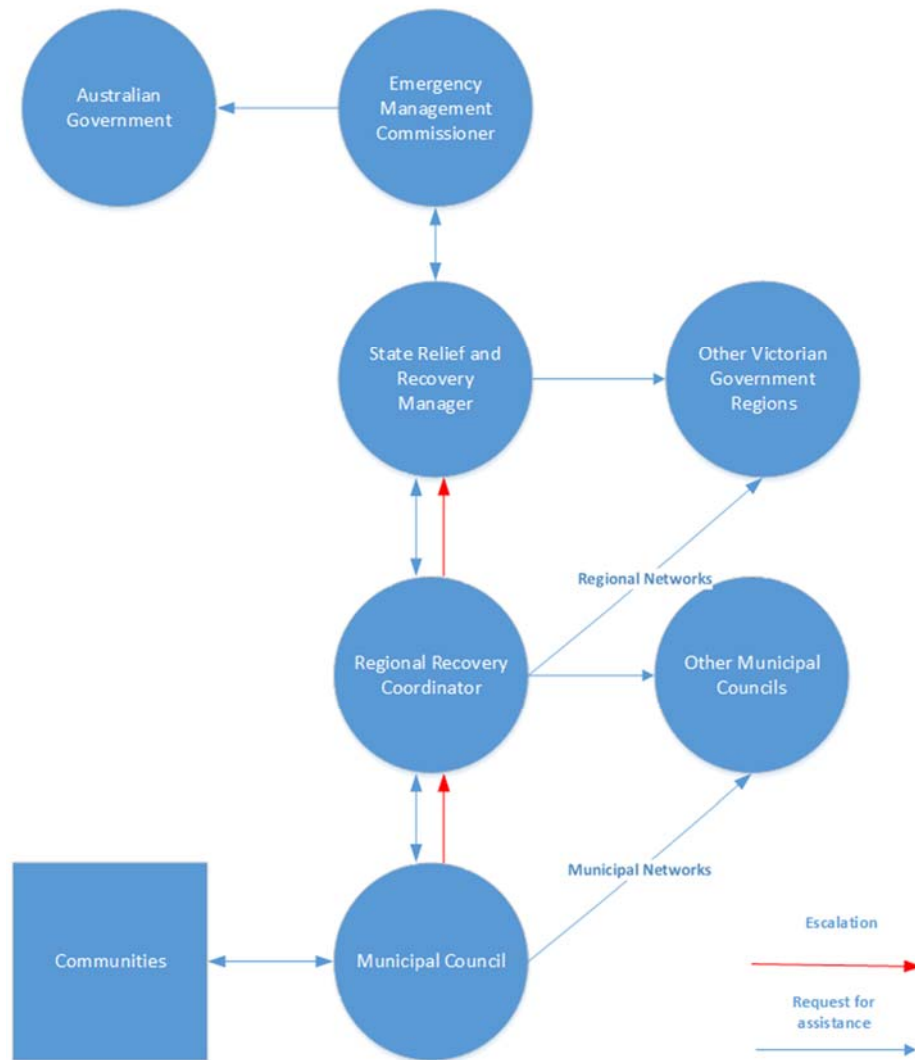 Australian
Government
Emergency
Management
Commissioner
State Relief and
Recovery
Manager
Other Victorian
Government
Regions
Regional Networks
Regional Recovery
Coordinator
Other Municipal
Councils
Municipal Networks
Communities
Municipal Council
Escalation
Request for
assistance